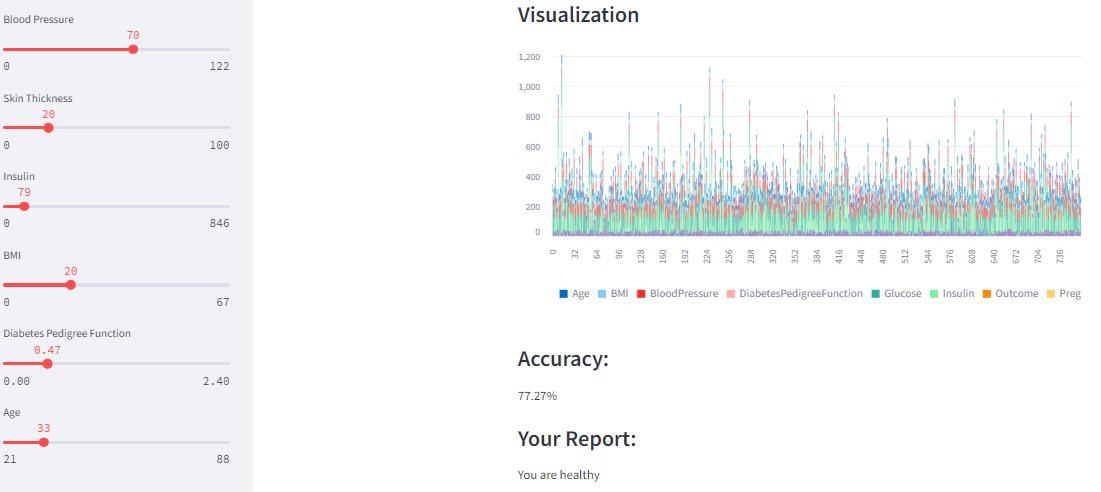 Blood Pressure
70
0 122
Skin Thickness
20
0 100
Insulin
79
0 846
BMI
20
0 67
Diabetes Pedigree Function
0.47
0.00 2.40
Age
33
21 88
Visualization
1,200
1,000
800
600
400
200
0
0 32 64 96 128 160 192 224 256 288 320 352 384 416 448 480 512 544 576 608 640 672 704 736
Age BMI BloodPressure DiabetesPedigreeFunction Glucose Insulin Outcome Preg
Accuracy:
77.27%
Your Report:
You are healthy